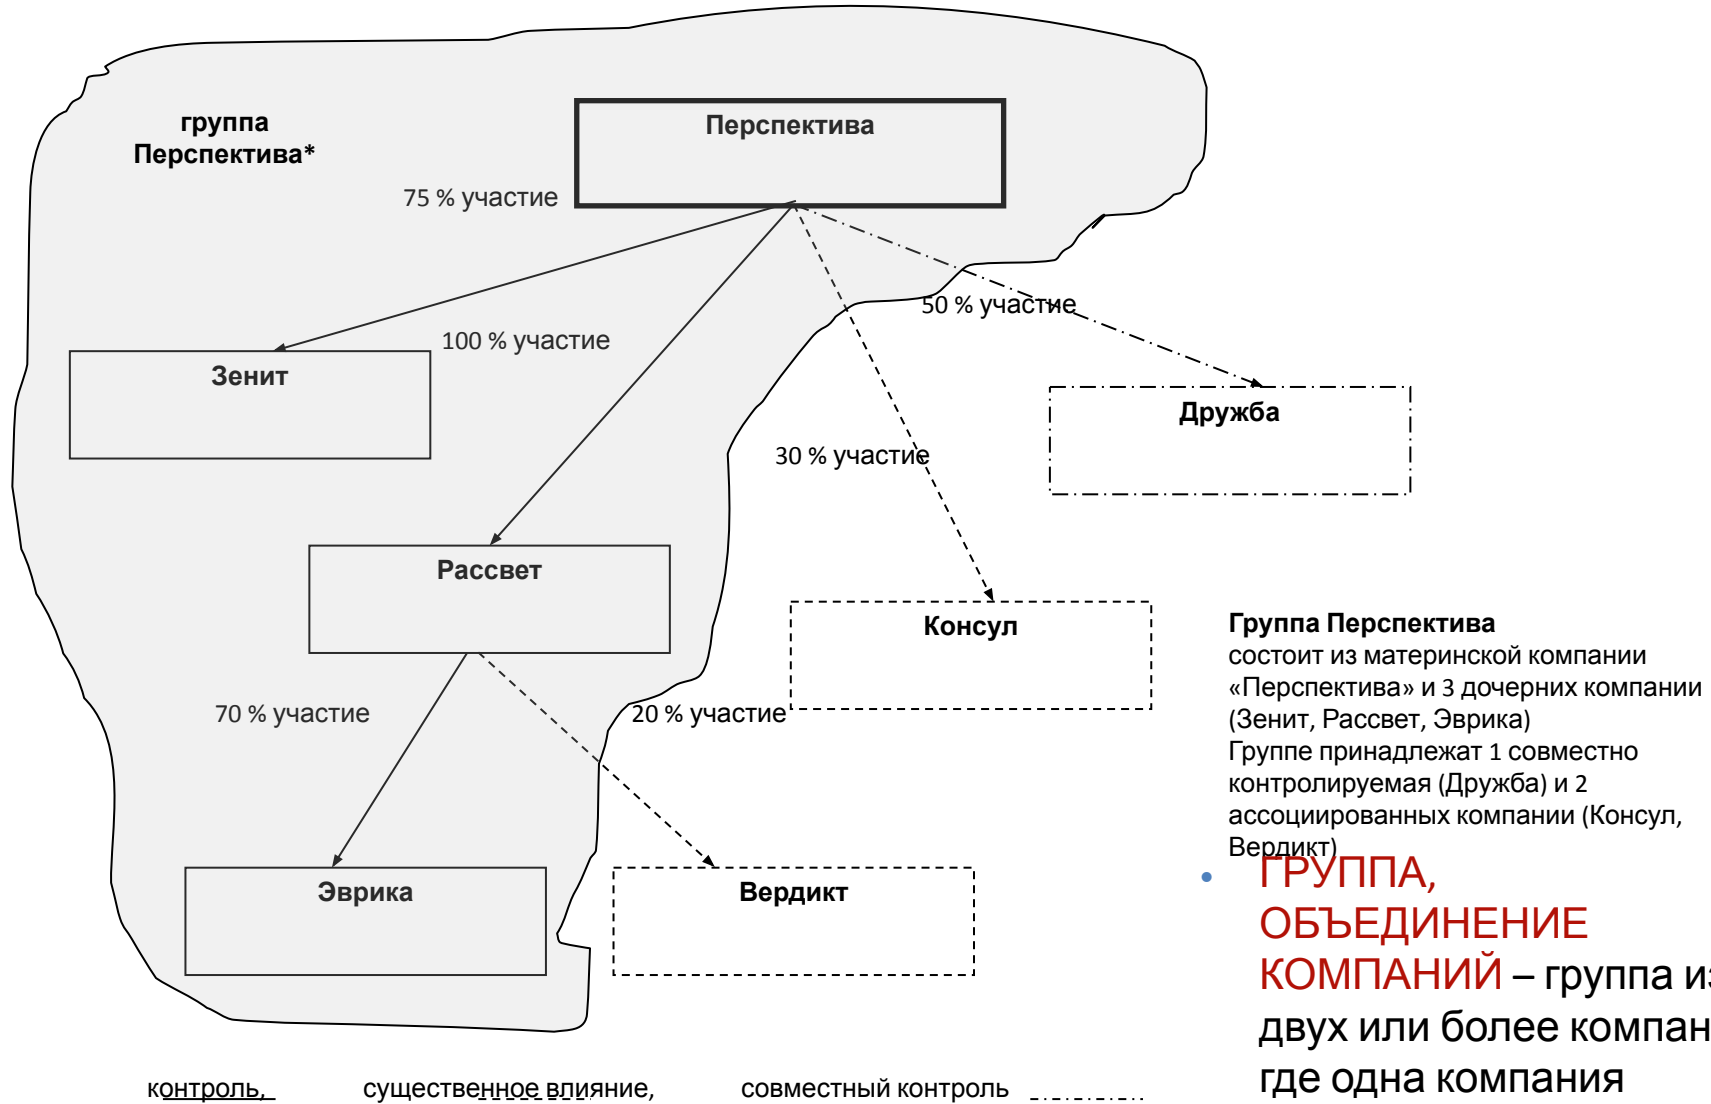 группа
Перспектива*
Перспектива
75 % участие
50 % участие
100 % участие
Зенит
Дружба
30 % участие
Рассвет
Консул
70 % участие
20 % участие
Эврика
Вердикт
Группа Перспектива
состоит из материнской компании
«Перспектива» и 3 дочерних компании
(Зенит, Рассвет, Эврика)
Группе принадлежат 1 совместно
контролируемая (Дружба) и 2
ассоциированных компании (Консул,
Вердикт)
• ГРУППА,
ОБЪЕДИНЕНИЕ
КОМПАНИЙ – группа из
двух или более компан
где одна компания
контроль, существенное влияние, совместный контроль